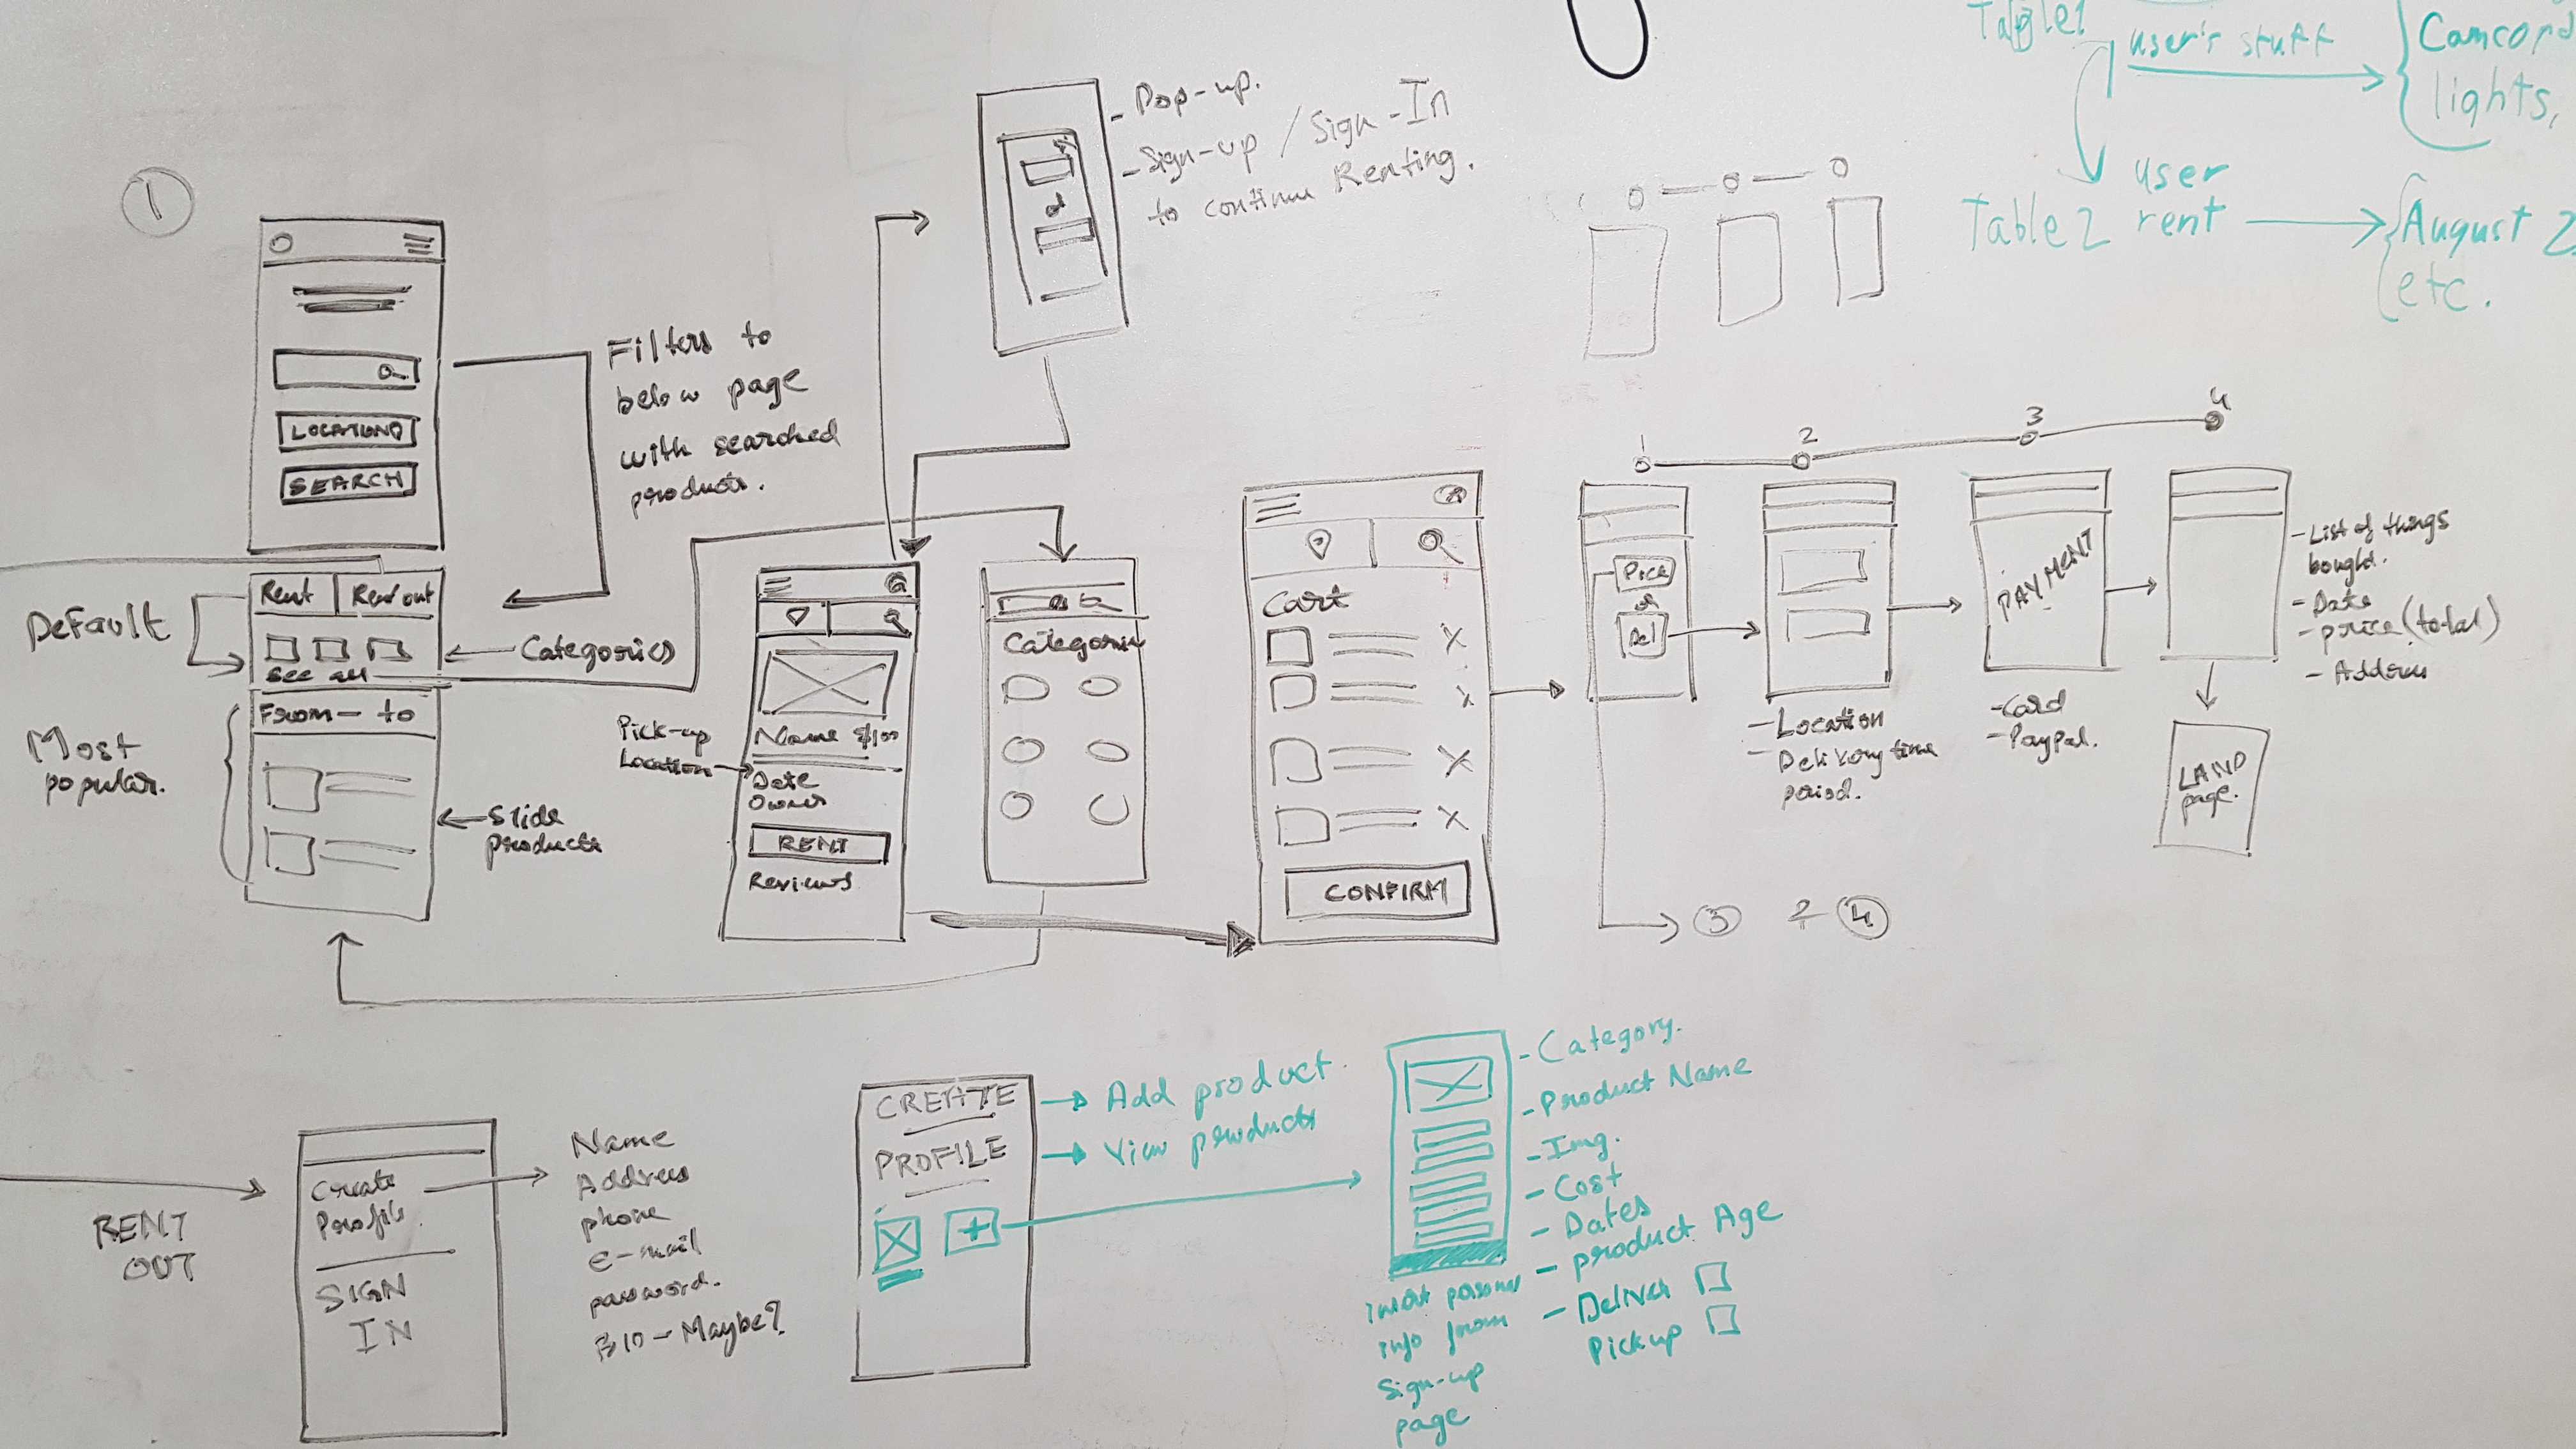 1
Table1
user's stuff
lights,
Table 2
user
rent
August 2
etc.
- Pop-up.
- Sign-up / Sign-In
to continue Renting.
or
LOCATION
SEARCH
Filters to
below page
with searched
products.
Rent
Rent out
Default
See all
Categories
From - to
Most
popular.
Slide
products
Pick-up
Location
Name $100
Date
Owner
RENT
Reviews
Categorie
Cart
CONFIRM
1
2
3
4
Pick
or
Del
- Location
- Delivery time
period.
PAYMENT
- Card
- Paypal.
- List of things
bought.
- Date
- price (total)
- Address
LAND
page.
3
4
RENT
OUT
Create
Profile
SIGN
IN
Name
Address
phone
e-mail
password.
BIO - Maybe?
CREATE
PROFILE
Add product.
View products
+
- Category.
- Product Name
- Img.
- Cost
- Dates
- product Age
- Deliver
Pickup
info from
Sign-up
page